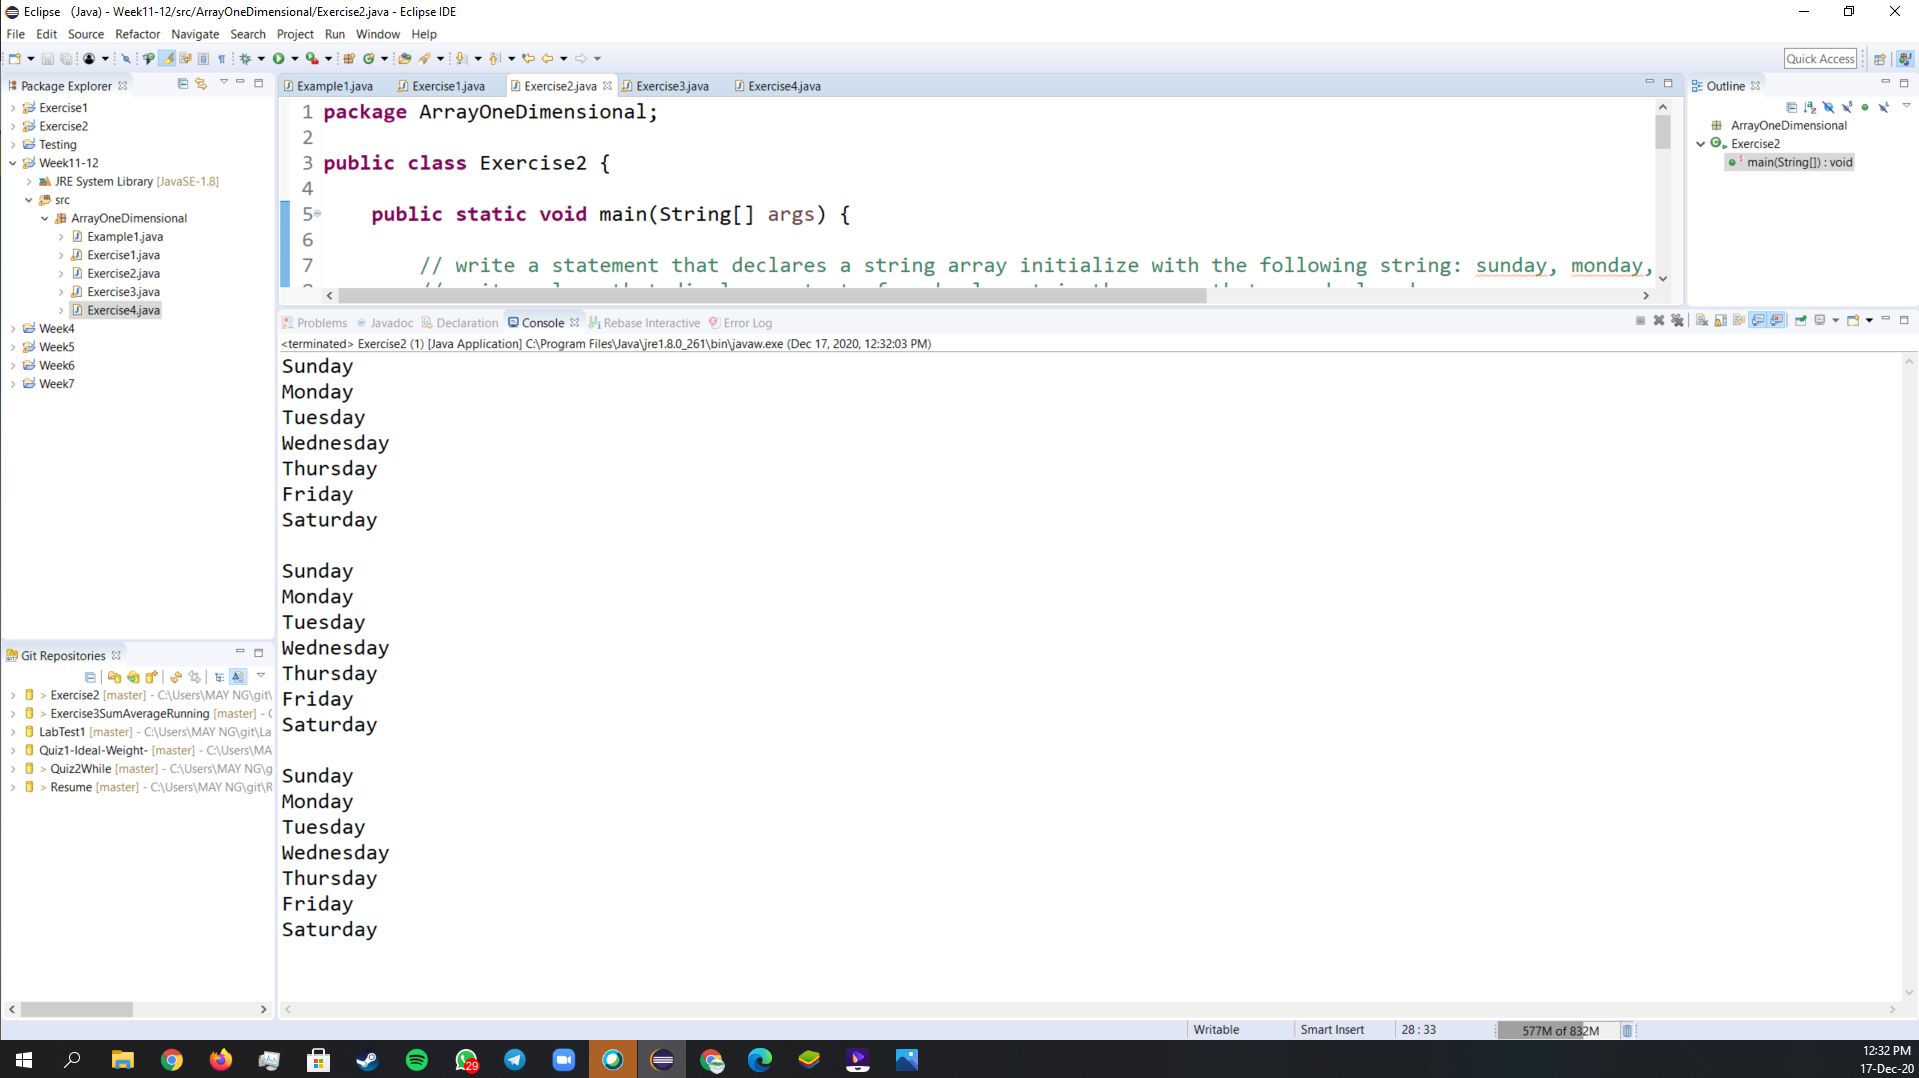 Eclipse (Java) - Week11-12/src/ArrayOneDimensional/Exercise2.java - Eclipse IDE
File Edit Source Refactor Navigate Search Project Run Window Help
Quick Access
Package Explorer
Exercise1
Exercise2
Testing
Week11-12
JRE System Library [JavaSE-1.8]
src
ArrayOneDimensional
Example1.java
Exercise1.java
Exercise2.java
Exercise3.java
Exercise4.java
Week4
Week5
Week6
Week7
Example1.java Exercise1.java Exercise2.java Exercise3.java Exercise4.java
1 package ArrayOneDimensional;
2
3 public class Exercise2 {
4
5 public static void main(String[] args) {
6
7 // write a statement that declares a string array initialize with the following string: sunday, monday,
Outline
ArrayOneDimensional
Exercise2
main(String[]) : void
Problems Javadoc Declaration Console Rebase Interactive Error Log
<terminated> Exercise2 (1) [Java Application] C:\Program Files\Java\jre1.8.0_261\bin\javaw.exe (Dec 17, 2020, 12:32:03 PM)
Sunday
Monday
Tuesday
Wednesday
Thursday
Friday
Saturday
Sunday
Monday
Tuesday
Wednesday
Thursday
Friday
Saturday
Sunday
Monday
Tuesday
Wednesday
Thursday
Friday
Saturday
Git Repositories
> Exercise2 [master] - C:\Users\MAY NG\git\
> Exercise3SumAverageRunning [master] - C
LabTest1 [master] - C:\Users\MAY NG\git\La
Quiz1-Ideal-Weight- [master] - C:\Users\MA
> Quiz2While [master] - C:\Users\MAY NG\g
> Resume [master] - C:\Users\MAY NG\git\R
Writable Smart Insert 28 : 33 577M of 832M
29
12:32 PM
17-Dec-20